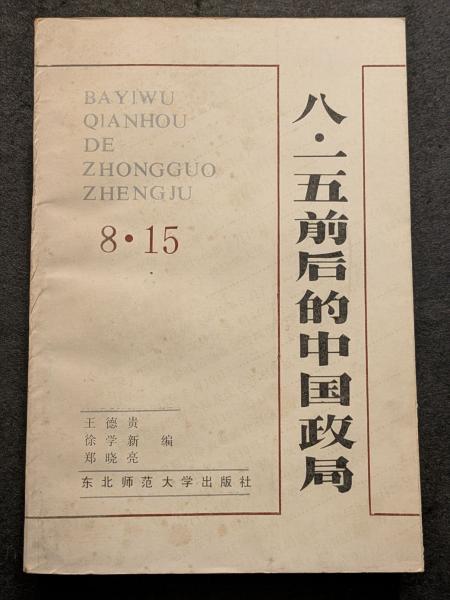 八·一五前后的中国政局
BAYIWU
QIANHOU
DE
ZHONGGUO
ZHENGJU
8·15
王德贵
徐学新 编
郑晓亮
东北师范大学出版社